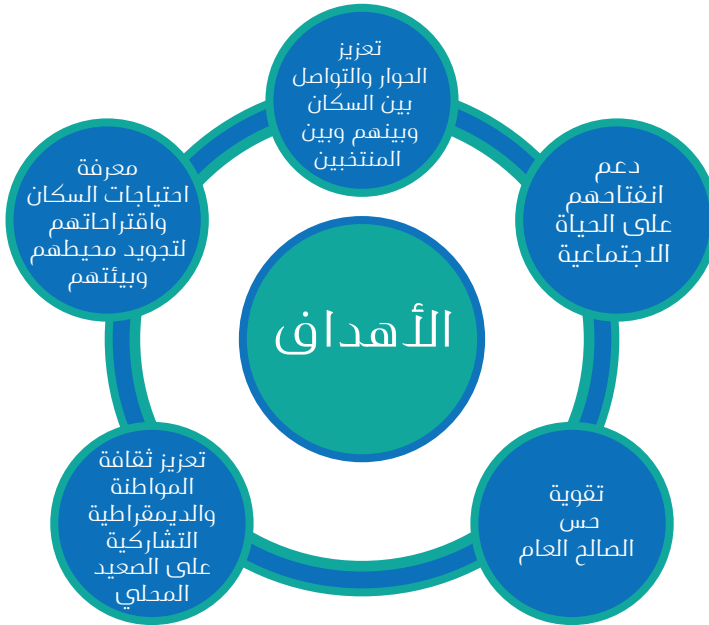 تعزيز
الحوار والتواصل
بين السكان
وبينهم وبين
المنتخبين
دعم
انفتاحهم
على الحياة
الاجتماعية
معرفة
احتياجات السكان
واقتراحاتهم
لتجويد محيطهم
وبيئتهم
الأهداف
تقوية
حس
الصالح العام
تعزيز ثقافة
المواطنة
والديمقراطية
التشاركية
على الصعيد
المحلي